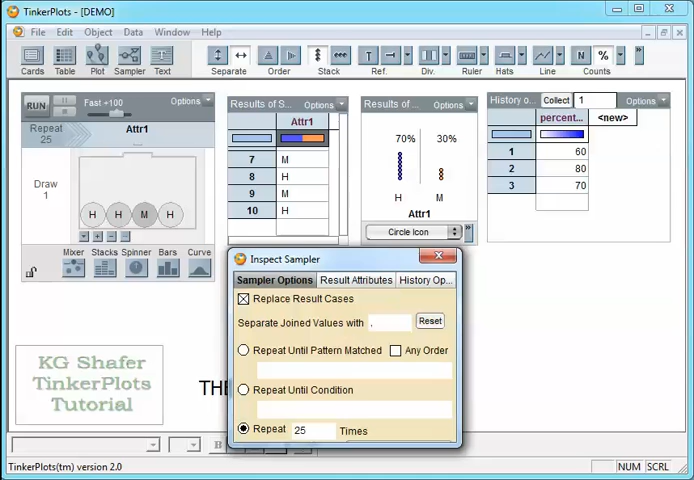 TinkerPlots - [DEMO]
File Edit Object Data Window Help
Cards Table Plot Sampler Text Separate Order Stack Ref. Div. Ruler Hats Line Counts
N %
RUN Fast +100 Options
Repeat 25 Attr1
Draw 1
H H M H
Mixer Stacks Spinner Bars Curve
Results of S... Options
Attr1
7 M
8 H
9 M
10 H
Results of ... Options
70% 30%
H M
Attr1
Circle Icon
History o... Collect 1 Options
percent... <new>
1 60
2 80
3 70
Inspect Sampler
Sampler Options Result Attributes History Op...
Replace Result Cases
Separate Joined Values with , Reset
Repeat Until Pattern Matched Any Order
Repeat Until Condition
Repeat 25 Times
KG Shafer
TinkerPlots
Tutorial
THE
B
TinkerPlots(tm) version 2.0
NUM SCRL